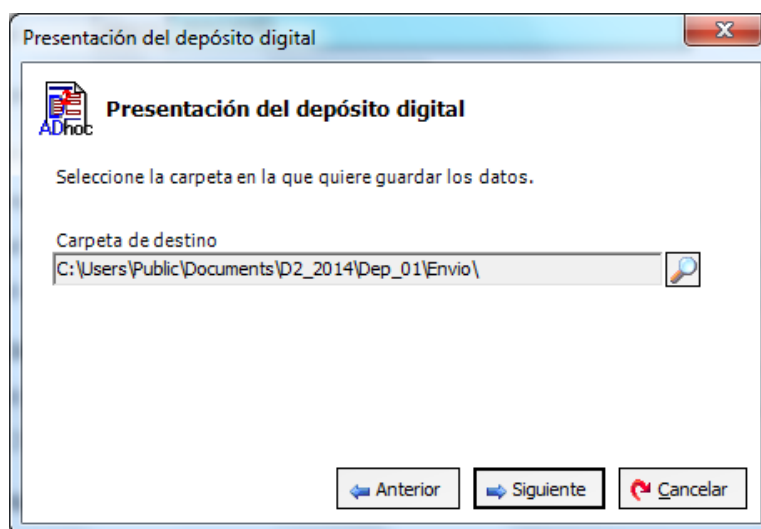 Presentación del depósito digital
ADhoc
Presentación del depósito digital
Seleccione la carpeta en la que quiere guardar los datos.
Carpeta de destino
C:\Users\Public\Documents\D2_2014\Dep_01\Envio\
Anterior
Siguiente
Cancelar